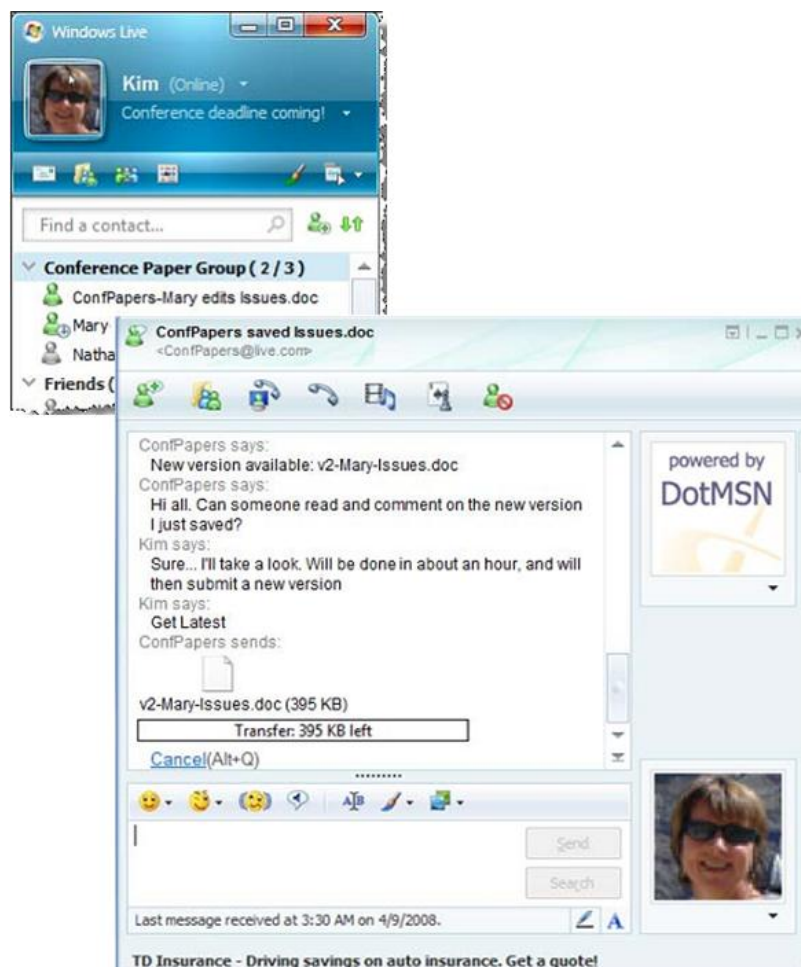 Windows Live
Kim (Online)
Conference deadline coming!
Find a contact...
Conference Paper Group ( 2 / 3 )
ConfPapers-Mary edits Issues.doc
Mary
Natha
Friends (
ConfPapers saved Issues.doc
<ConfPapers@live.com>
ConfPapers says:
New version available: v2-Mary-Issues.doc
ConfPapers says:
Hi all. Can someone read and comment on the new version
I just saved?
Kim says:
Sure... I'll take a look. Will be done in about an hour, and will
then submit a new version
Kim says:
Get Latest
ConfPapers sends:
v2-Mary-Issues.doc (395 KB)
Transfer: 395 KB left
Cancel(Alt+Q)
powered by
DotMSN
Send
Search
Last message received at 3:30 AM on 4/9/2008.
TD Insurance - Driving savings on auto insurance. Get a quote!